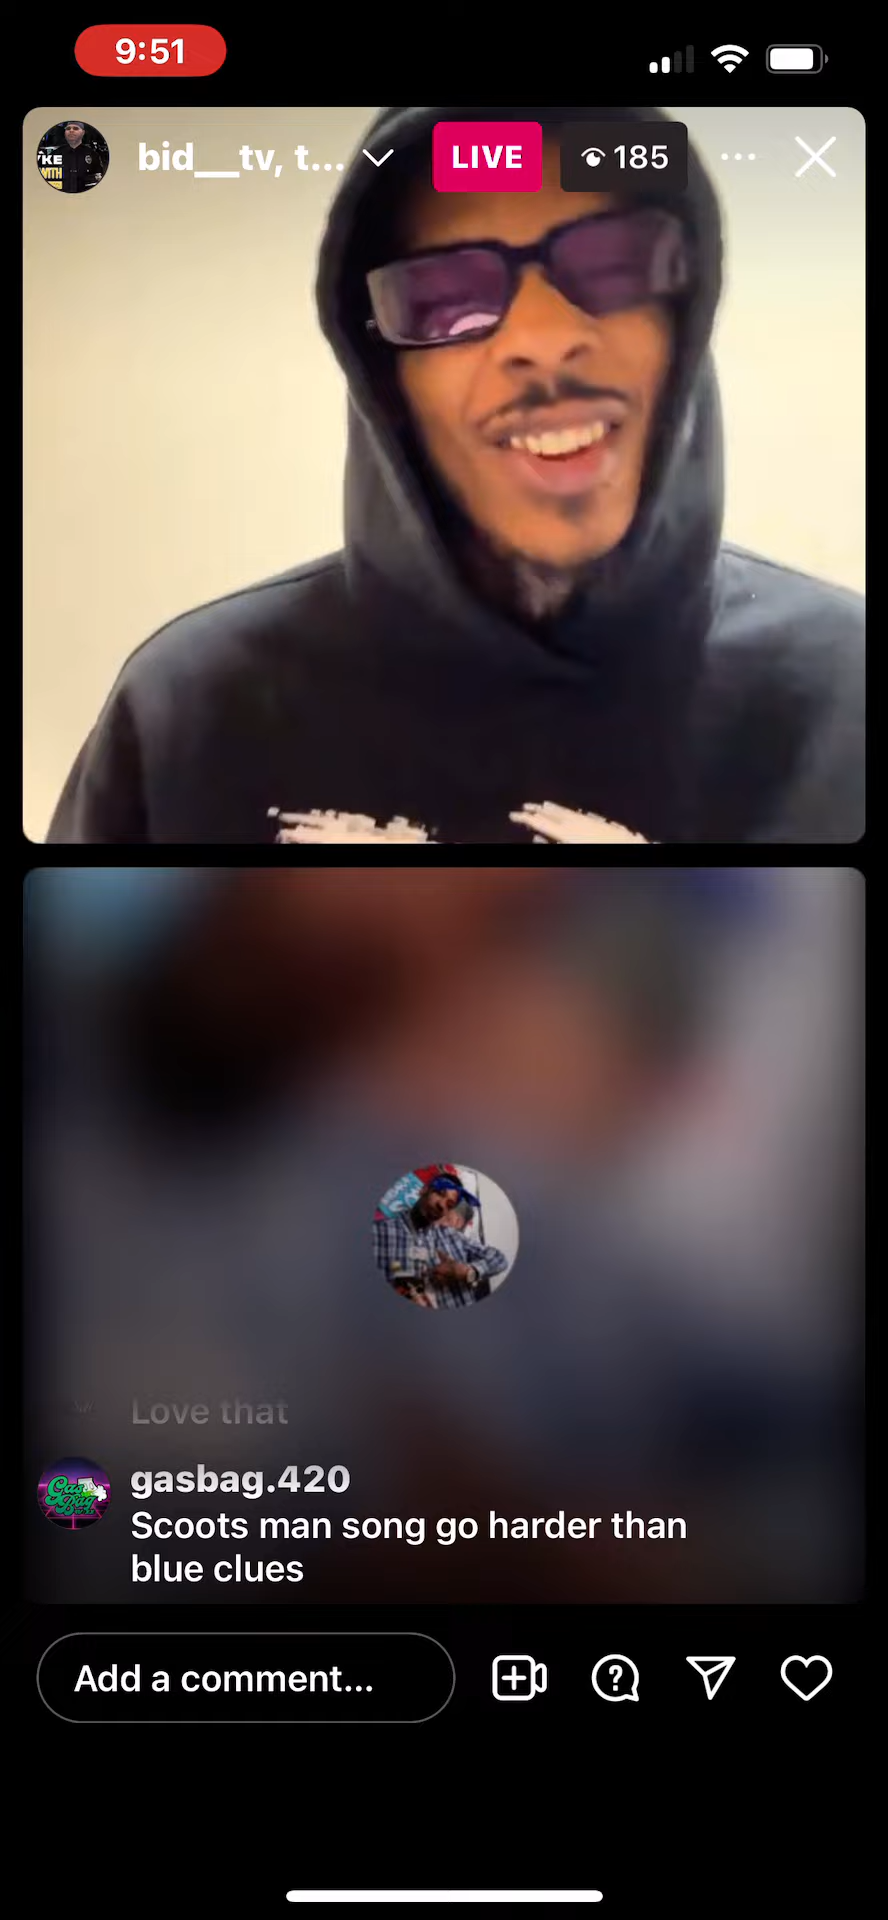 9:51
bid__tv, t...
LIVE
185
Love that
gasbag.420
Scoots man song go harder than
blue clues
Add a comment...